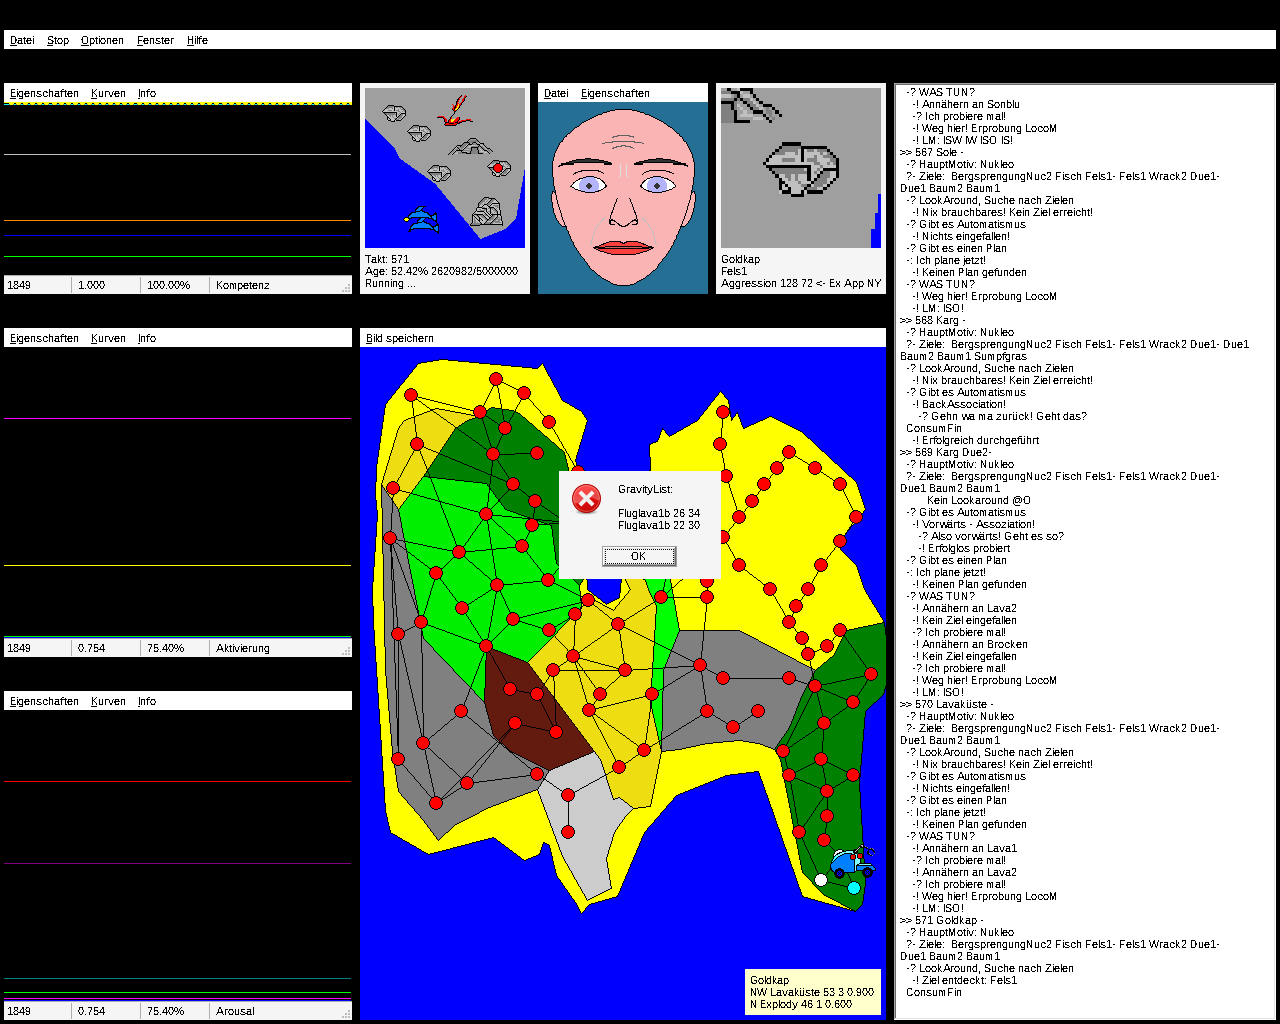 Datei Stop Optionen Fenster Hilfe
Eigenschaften Kurven Info
1849 1.000 100.00% Kompetenz
Eigenschaften Kurven Info
1849 0.754 75.40% Aktivierung
Eigenschaften Kurven Info
1849 0.754 75.40% Arousal
Takt: 571
Age: 52.42% 2620982/5000000
Running ...
Datei Eigenschaften
Goldkap
Fels1
Aggression 128 72 <- Ex App NY
Bild speichern
GravityList:
Fluglava1b 26 34
Fluglava1b 22 30
OK
Goldkap
NW Lavaküste 53 3 0.900
N Explody 46 1 0.600
-? WAS TUN?
-! Annähern an Sonblu
-? Ich probiere mal!
-! Weg hier! Erprobung LocoM
-! LM: ISW IW ISO IS!
>> 567 Sole -
-? HauptMotiv: Nukleo
?- Ziele: BergsprengungNuc2 Fisch Fels1- Fels1 Wrack2 Due1-
Due1 Baum2 Baum1
-? LookAround, Suche nach Zielen
-! Nix brauchbares! Kein Ziel erreicht!
-? Gibt es Automatismus
-! Nichts eingefallen!
-? Gibt es einen Plan
-: Ich plane jetzt!
-! Keinen Plan gefunden
-? WAS TUN?
-! Weg hier! Erprobung LocoM
-! LM: ISO!
>> 568 Karg -
-? HauptMotiv: Nukleo
?- Ziele: BergsprengungNuc2 Fisch Fels1- Fels1 Wrack2 Due1- Due1
Baum2 Baum1 Sumpfgras
-? LookAround, Suche nach Zielen
-! Nix brauchbares! Kein Ziel erreicht!
-? Gibt es Automatismus
-! BackAssociation!
-? Gehn wa ma zurück! Geht das?
ConsumFin
-! Erfolgreich durchgeführt
>> 569 Karg Due2-
-? HauptMotiv: Nukleo
?- Ziele: BergsprengungNuc2 Fisch Fels1- Fels1 Wrack2 Due1-
Due1 Baum2 Baum1
Kein Lookaround @O
-? Gibt es Automatismus
-! Vorwärts - Assoziation!
-? Also vorwärts! Geht es so?
-! Erfolglos probiert
-? Gibt es einen Plan
-: Ich plane jetzt!
-! Keinen Plan gefunden
-? WAS TUN?
-! Annähern an Lava2
-! Kein Ziel eingefallen
-? Ich probiere mal!
-! Annähern an Brocken
-! Kein Ziel eingefallen
-? Ich probiere mal!
-! Weg hier! Erprobung LocoM
-! LM: ISO!
>> 570 Lavaküste -
-? HauptMotiv: Nukleo
?- Ziele: BergsprengungNuc2 Fisch Fels1- Fels1 Wrack2 Due1-
Due1 Baum2 Baum1
-? LookAround, Suche nach Zielen
-! Nix brauchbares! Kein Ziel erreicht!
-? Gibt es Automatismus
-! Nichts eingefallen!
-? Gibt es einen Plan
-: Ich plane jetzt!
-! Keinen Plan gefunden
-? WAS TUN?
-! Annähern an Lava1
-? Ich probiere mal!
-! Annähern an Lava2
-? Ich probiere mal!
-! Weg hier! Erprobung LocoM
-! LM: ISO!
>> 571 Goldkap -
-? HauptMotiv: Nukleo
?- Ziele: BergsprengungNuc2 Fisch Fels1- Fels1 Wrack2 Due1-
Due1 Baum2 Baum1
-? LookAround, Suche nach Zielen
-! Ziel entdeckt: Fels1
ConsumFin